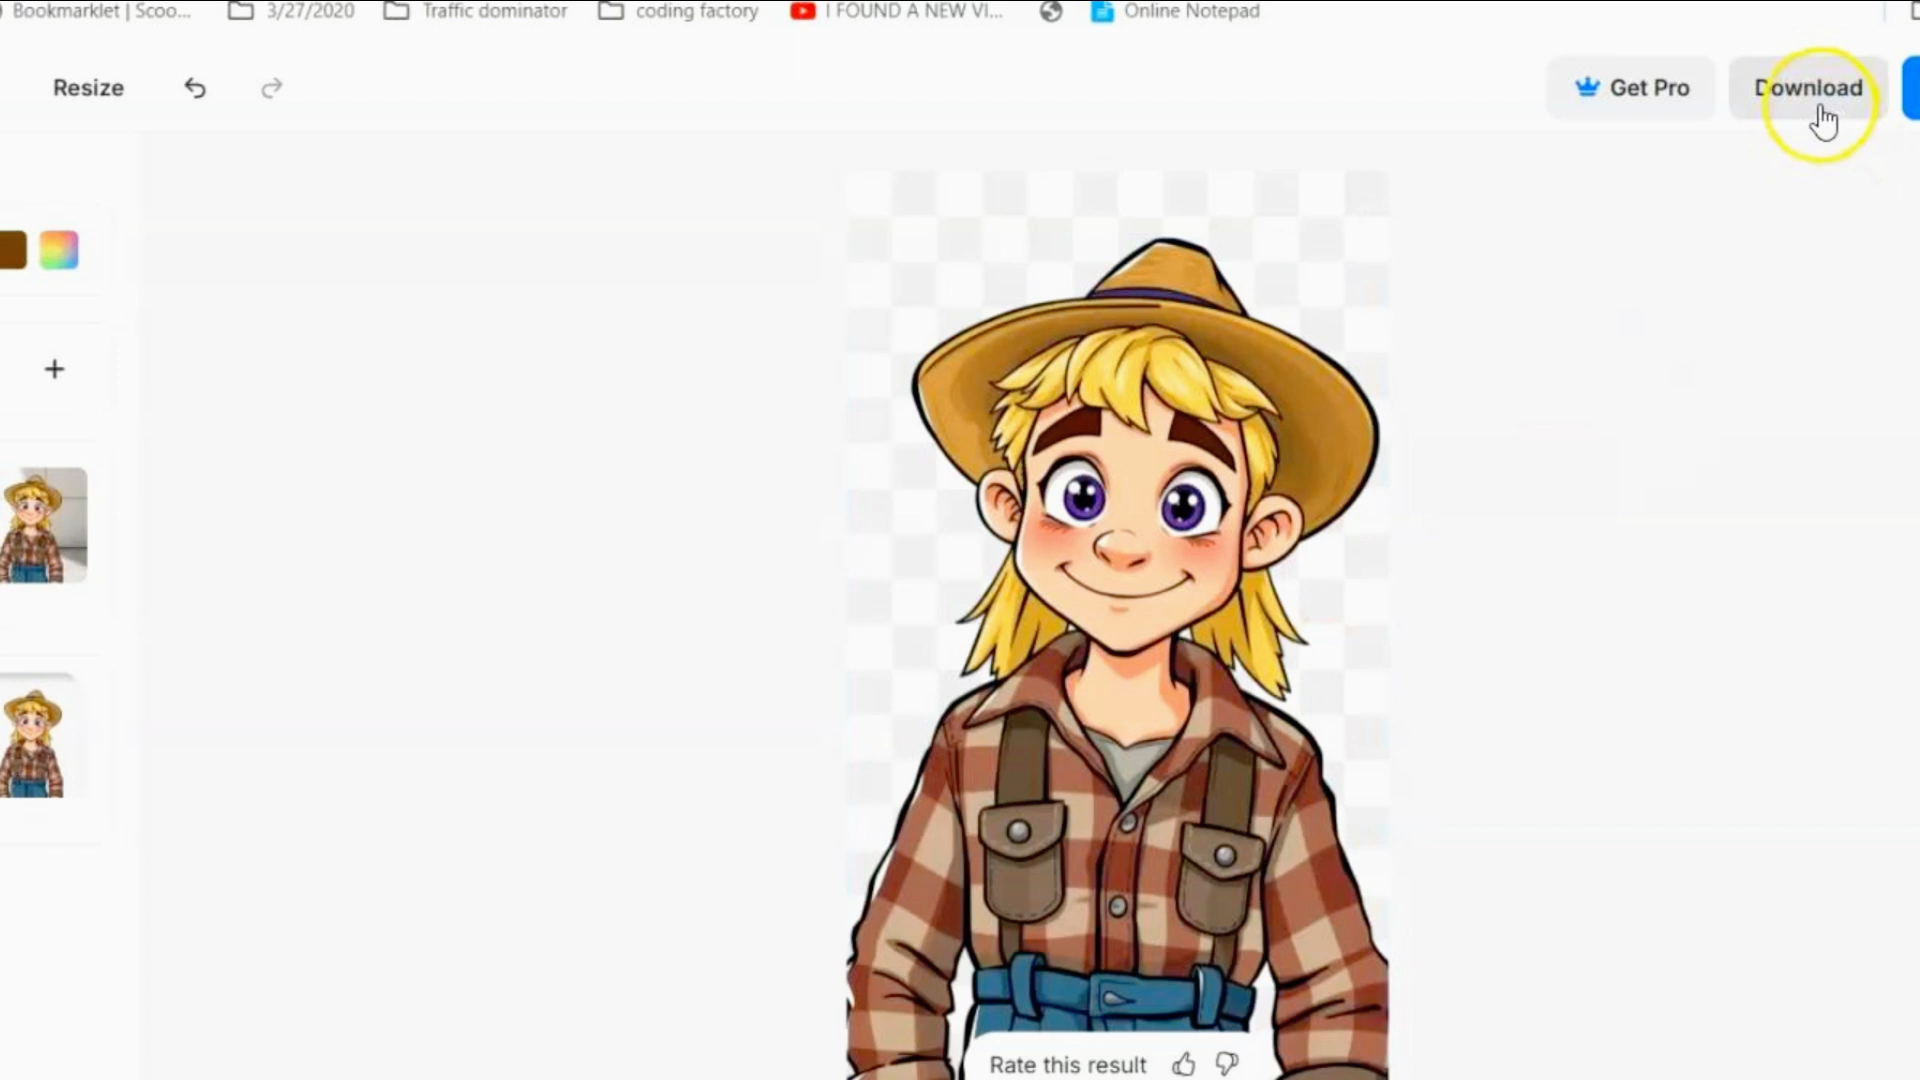 Bookmarklet | Scoo... 3/27/2020 Traffic dominator coding factory I FOUND A NEW VI... Online Notepad
Resize Get Pro Download
Rate this result